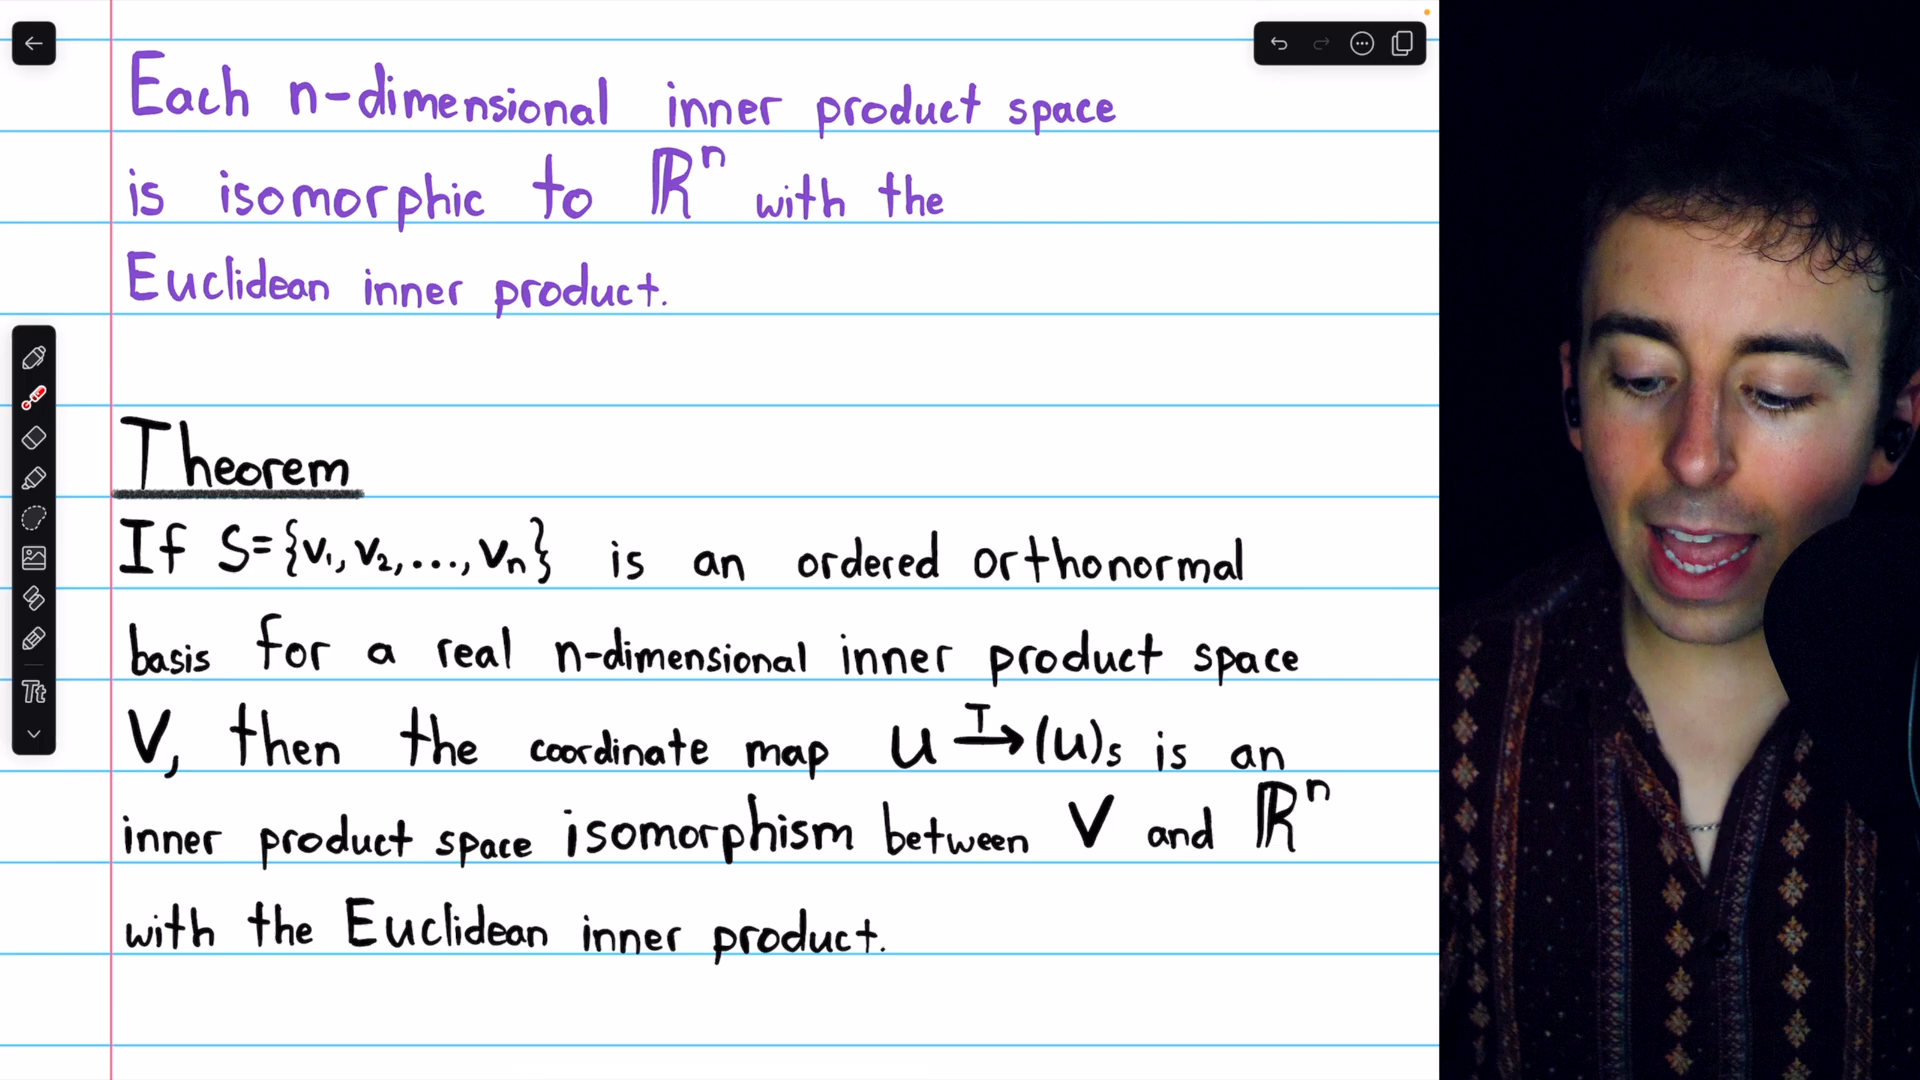 Each n-dimensional inner product space
is isomorphic to ℝⁿ with the
Euclidean inner product.
Theorem
If S={v₁, v₂, ..., vₙ} is an ordered orthonormal
basis for a real n-dimensional inner product space
V, then the coordinate map u T→ (u)ₛ is an
inner product space isomorphism between V and ℝⁿ
with the Euclidean inner product.
Tt